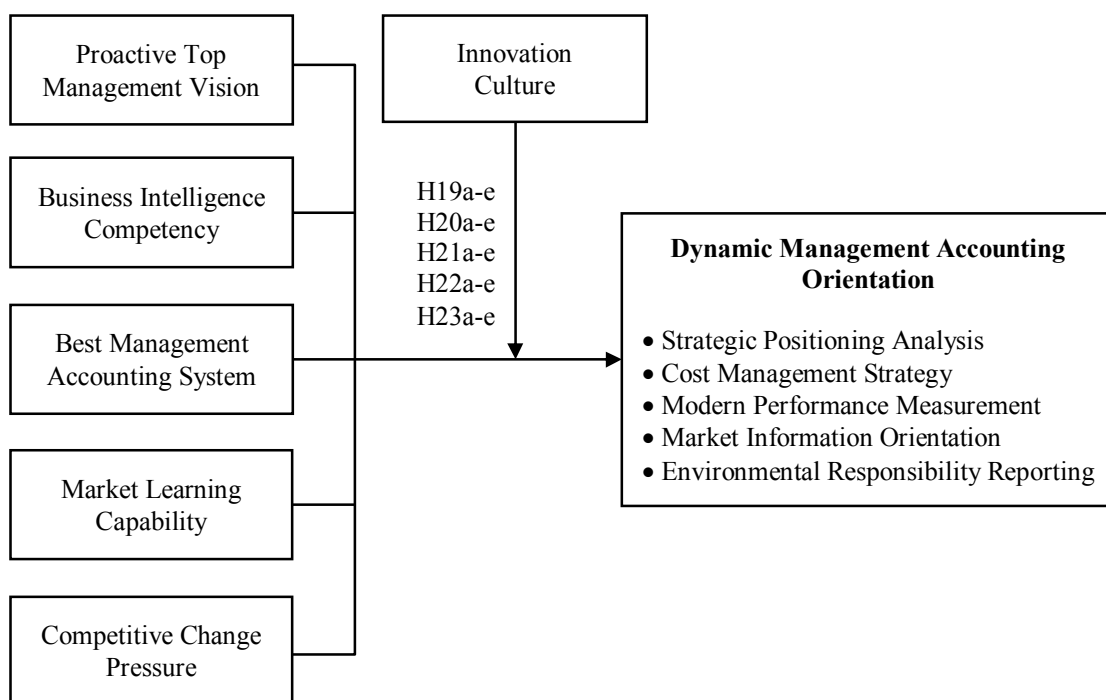 Proactive Top
Management Vision
Innovation
Culture
Business Intelligence
Competency
H19a-e
H20a-e
H21a-e
H22a-e
H23a-e
Dynamic Management Accounting
Orientation
• Strategic Positioning Analysis
• Cost Management Strategy
• Modern Performance Measurement
• Market Information Orientation
• Environmental Responsibility Reporting
Best Management
Accounting System
Market Learning
Capability
Competitive Change
Pressure